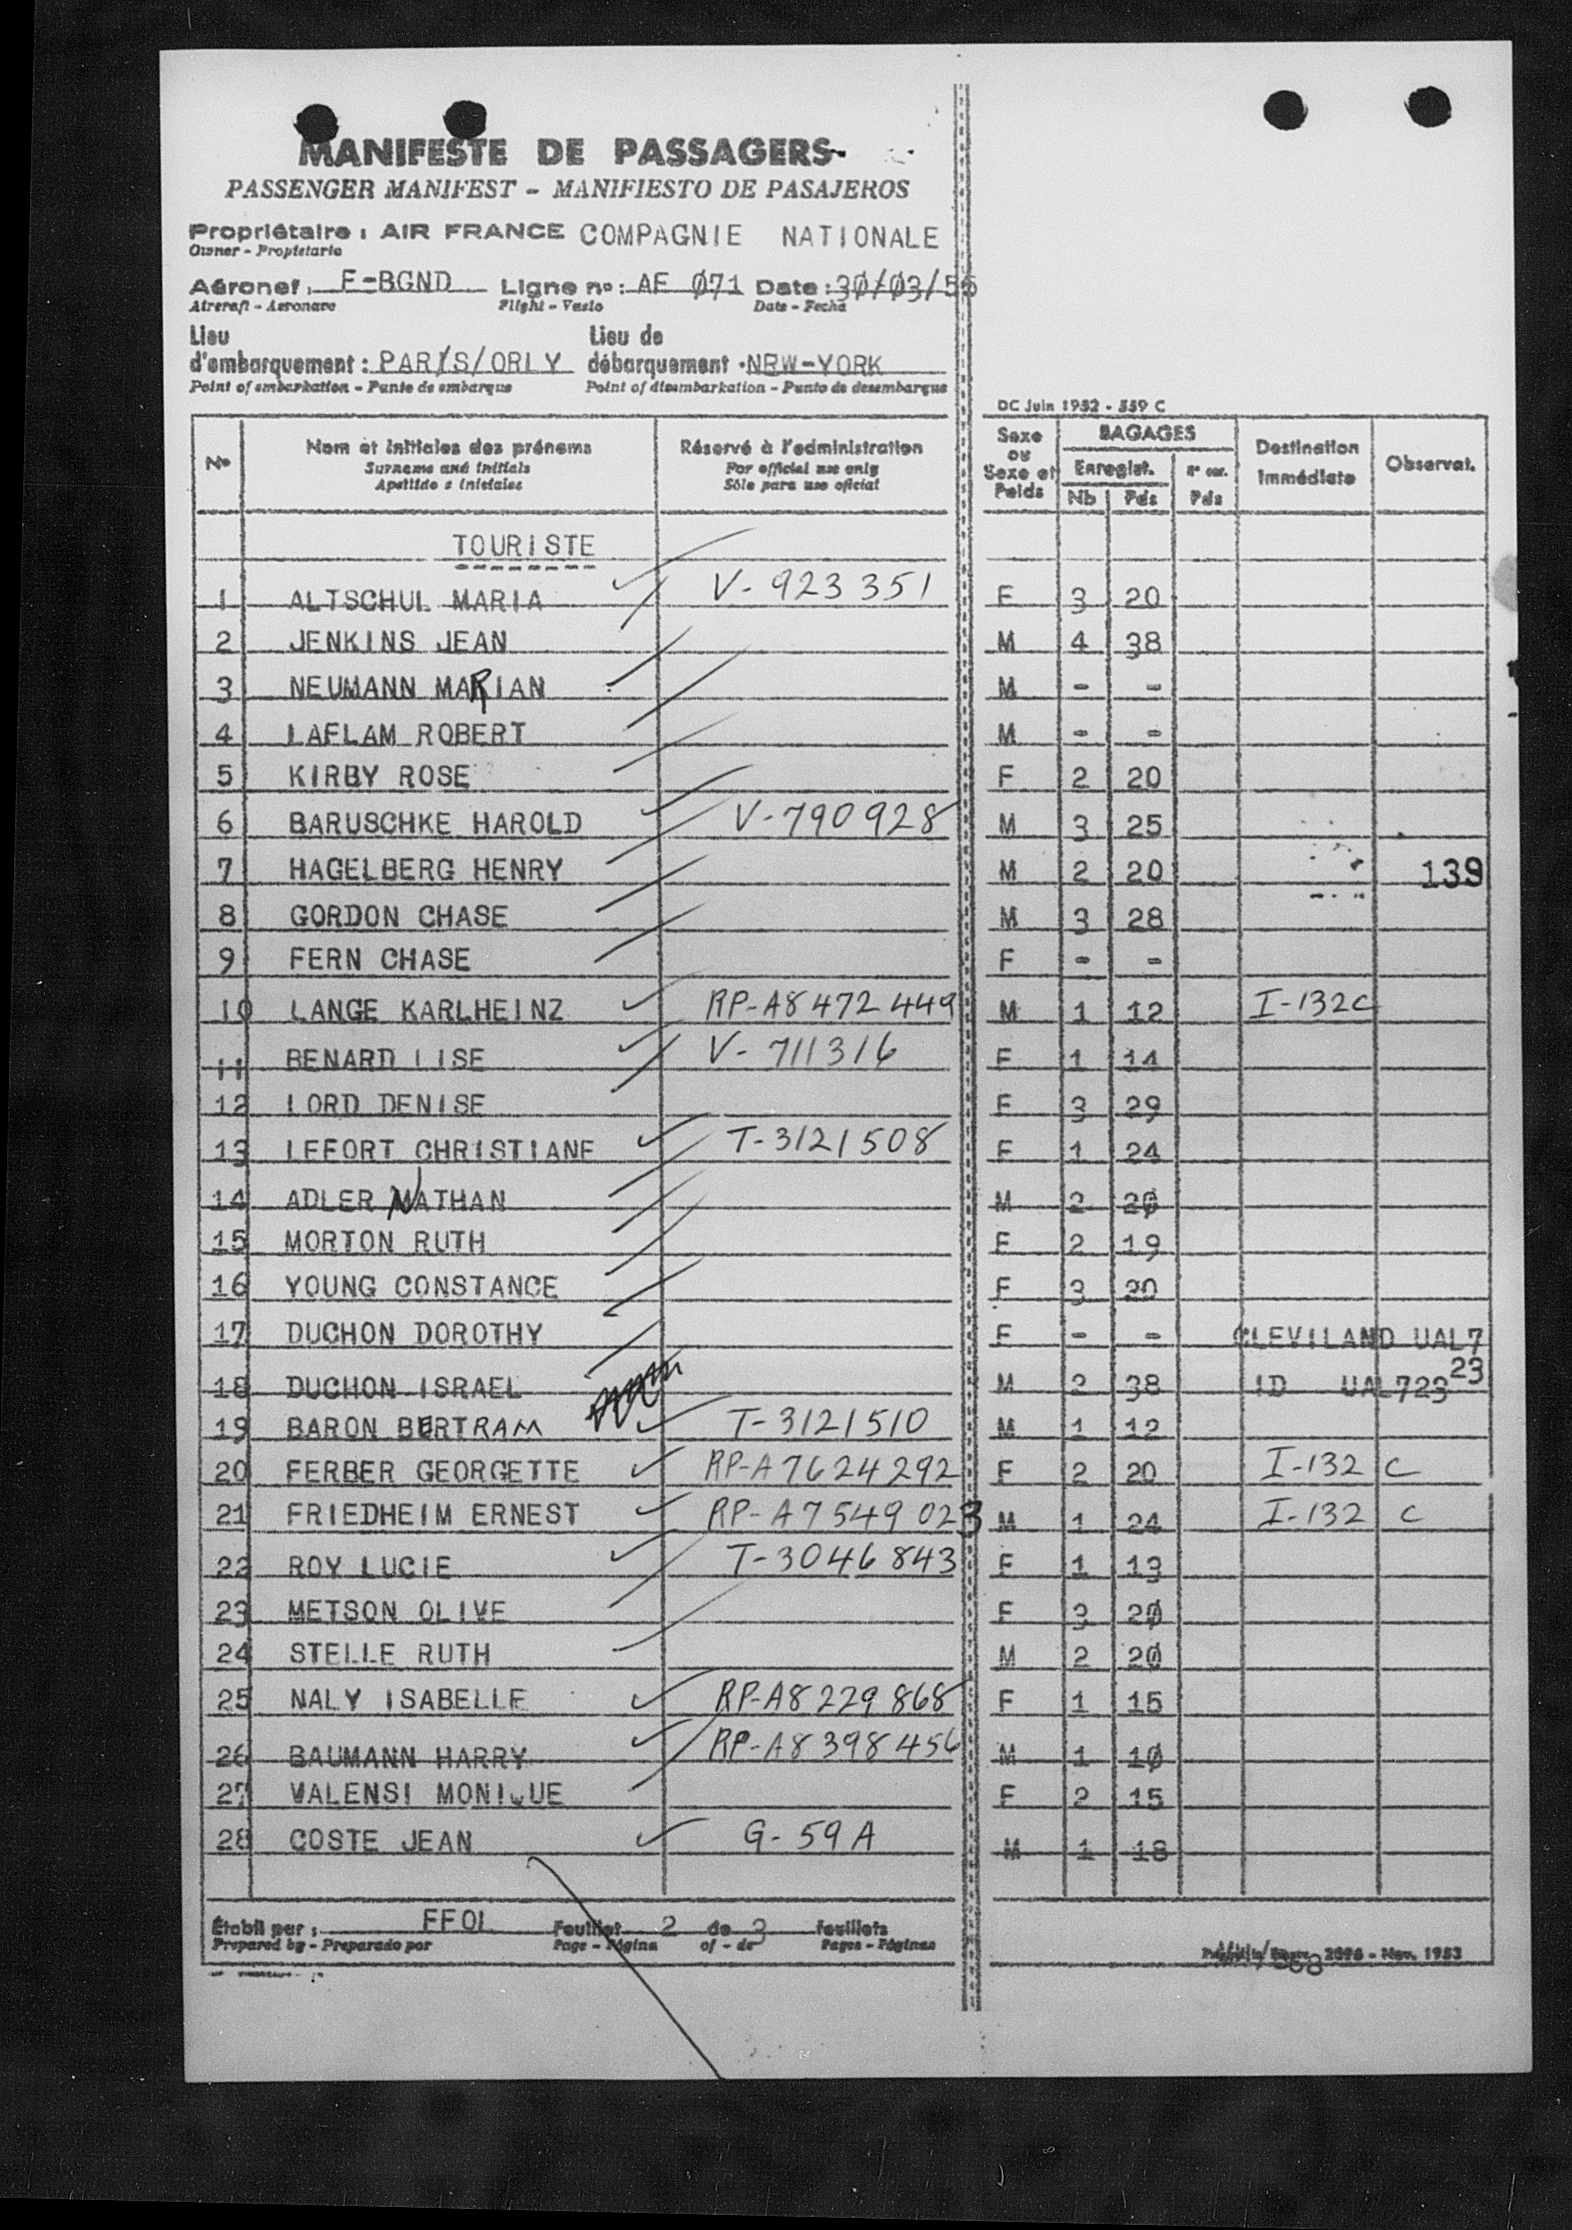 MANIFESTE DE PASSAGERS
PASSENGER MANIFEST - MANIFIESTO DE PASAJEROS
Propriétaire : AIR FRANCE COMPAGNIE NATIONALE
Owner - Propietario
Aéronef : F-BGND Ligne no : AF 071 Date : 30/03/56
Aircraft - Aeronave Flight - Vuelo Date - Fecha
Lieu d'embarquement : PARIS/ORLY Lieu de débarquement : NEW-YORK
Point of embarkation - Punto de embarque Point of disembarkation - Punto de desembarque
DC Juin 1952 - 559 C
No Nom et initiales des prénoms Réservé à l'administration Sexe ou Sexe et Poids BAGAGES Destination immédiate Observat.
Surname and initials For official use only Enregist. no enr.
Apellido e iniciales Sólo para uso oficial Nb Pds Pds
TOURISTE
1 ALTSCHUL MARIA V-923351 F 3 20
2 JENKINS JEAN M 4 38
3 NEUMANN MARIAN M - -
4 LAFLAM ROBERT M - -
5 KIRBY ROSE F 2 20
6 BARUSCHKE HAROLD V-790928 M 3 25
7 HAGELBERG HENRY M 2 20 139
8 GORDON CHASE M 3 28
9 FERN CHASE F - -
10 LANGE KARLHEINZ RP-A8472449 M 1 12 I-132C
11 BENARD LISE V-711316 F 1 14
12 LORD DENISE F 3 29
13 LEFORT CHRISTIANE T-3121508 F 1 24
14 ADLER NATHAN M 2 20
15 MORTON RUTH F 2 19
16 YOUNG CONSTANCE F 3 20
17 DUCHON DOROTHY F - - CLEVILAND UAL7
23
18 DUCHON ISRAEL M 2 38 ID UAL723
19 BARON BERTRAM T-3121510 M 1 12
20 FERBER GEORGETTE RP-A7624292 F 2 20 I-132 C
21 FRIEDHEIM ERNEST RP-A7549023 M 1 24 I-132 C
22 ROY LUCIE T-3046843 F 1 13
23 METSON OLIVE F 3 20
24 STELLE RUTH M 2 20
25 NALY ISABELLE RP-A8229868 F 1 15
26 BAUMANN HARRY RP-A8398456 M 1 10
27 VALENSI MONIQUE F 2 15
28 COSTE JEAN G-59A M 1 18
Établi par : FFOL Feuillet 2 de 3 feuillets
Prepared by - Preparado por Page - Página of - de Pages - Páginas
2096 - Nov. 1953